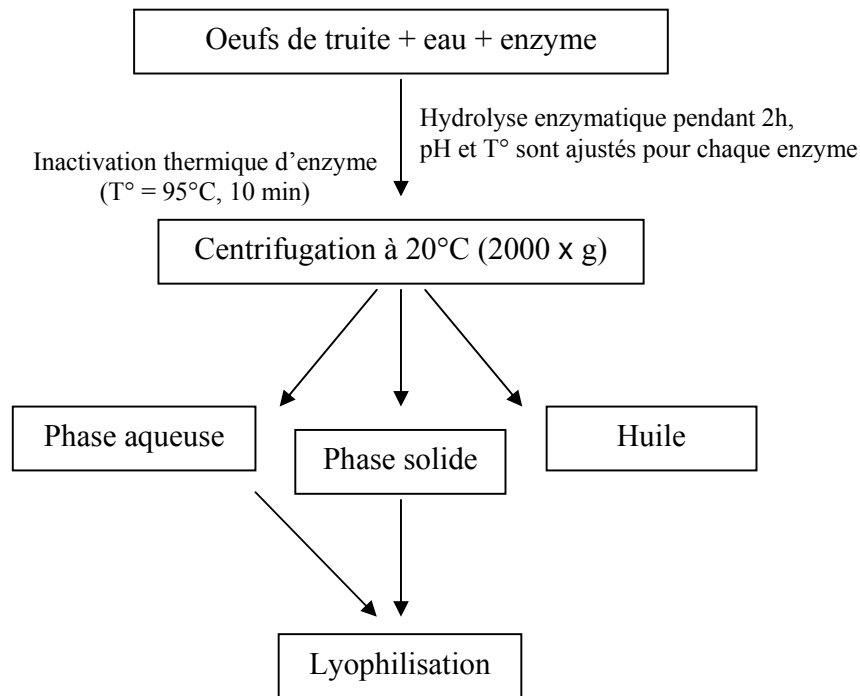 Oeufs de truite + eau + enzyme
Hydrolyse enzymatique pendant 2h,
pH et T° sont ajustés pour chaque enzyme
Inactivation thermique d’enzyme
(T° = 95°C, 10 min)
Centrifugation à 20°C (2000 x g)
Phase aqueuse
Phase solide
Huile
Lyophilisation